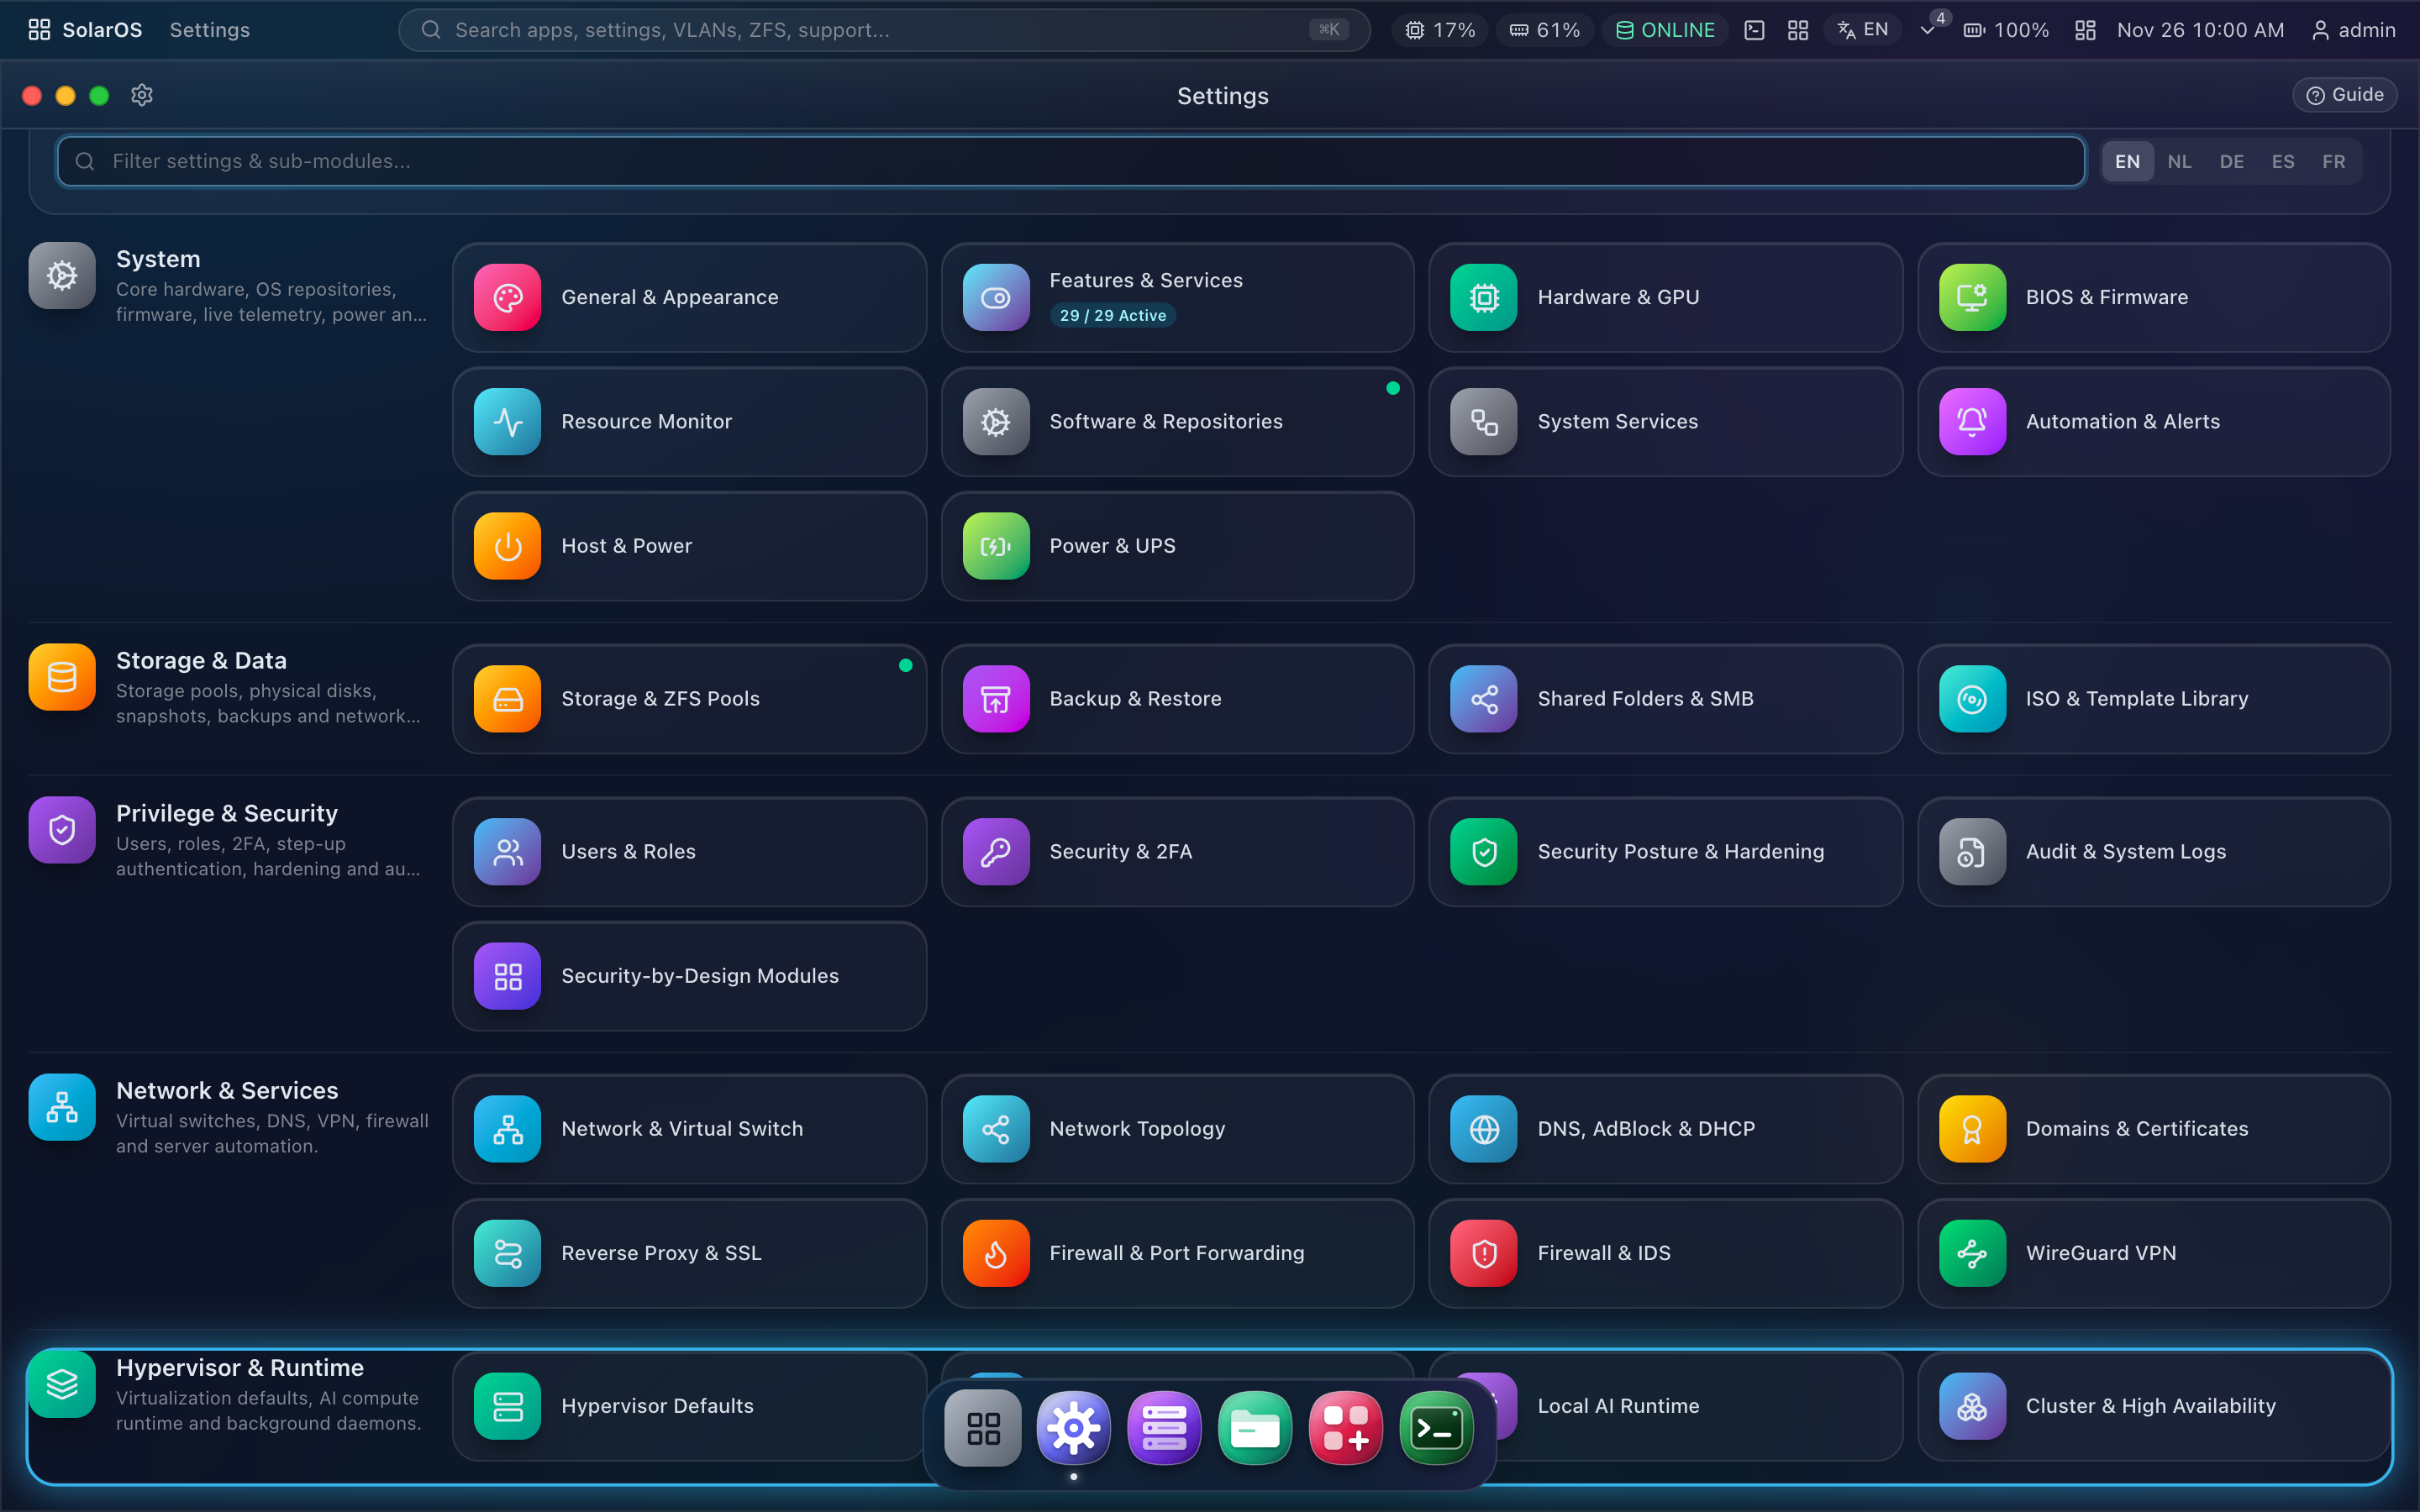 SolarOS Settings Search apps, settings, VLANs, ZFS, support... ⌘K 17% 61% ONLINE EN 4 100% Nov 26 10:00 AM admin
Settings
Guide
Filter settings & sub-modules...
EN NL DE ES FR
System
Core hardware, OS repositories,
firmware, live telemetry, power an...
General & Appearance
Features & Services
29 / 29 Active
Hardware & GPU
BIOS & Firmware
Resource Monitor
Software & Repositories
System Services
Automation & Alerts
Host & Power
Power & UPS
Storage & Data
Storage pools, physical disks,
snapshots, backups and network...
Storage & ZFS Pools
Backup & Restore
Shared Folders & SMB
ISO & Template Library
Privilege & Security
Users, roles, 2FA, step-up
authentication, hardening and au...
Users & Roles
Security & 2FA
Security Posture & Hardening
Audit & System Logs
Security-by-Design Modules
Network & Services
Virtual switches, DNS, VPN, firewall
and server automation.
Network & Virtual Switch
Network Topology
DNS, AdBlock & DHCP
Domains & Certificates
Reverse Proxy & SSL
Firewall & Port Forwarding
Firewall & IDS
WireGuard VPN
Hypervisor & Runtime
Virtualization defaults, AI compute
runtime and background daemons.
Hypervisor Defaults
Local AI Runtime
Cluster & High Availability